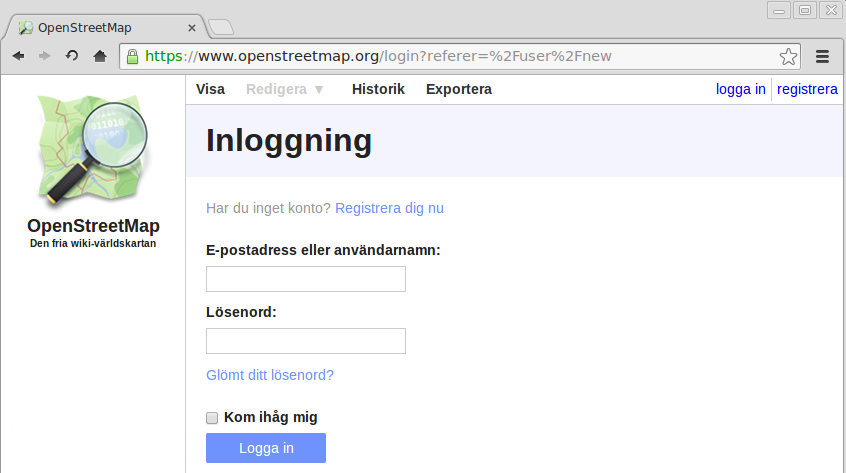 OpenStreetMap
https://www.openstreetmap.org/login?referer=%2Fuser%2Fnew
Visa Redigera ▼ Historik Exportera logga in registrera
011010
OpenStreetMap
Den fria wiki-världskartan
Inloggning
Har du inget konto? Registrera dig nu
E-postadress eller användarnamn:
Lösenord:
Glömt ditt lösenord?
Kom ihåg mig
Logga in